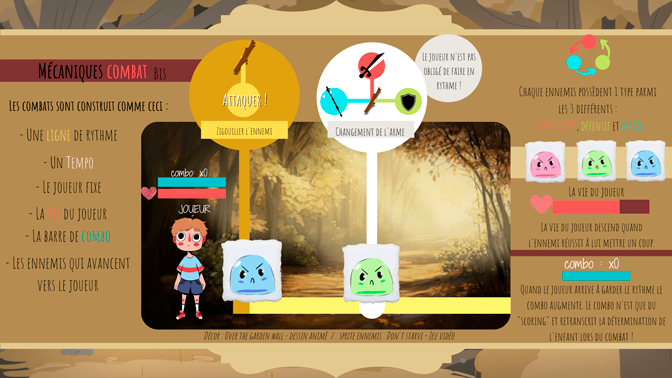 Mécaniques combat Bis
Les combats sont construit comme ceci :
- Une ligne de rythme
- Un Tempo
- Le joueur fixe
- La vie du joueur
- La barre de combo
- Les ennemis qui avancent
vers le joueur
Attaquer !
Zigouiller l'ennemi
Changement de l'arme
Le joueur n'est pas
obligé de faire en
rythme !
combo x0
JOUEUR
Décor : Over the garden wall - dessin animé / sprite ennemis : Don't starve - Jeu vidéo
Chaque ennemis possèdent 1 type parmi
les 3 différents :
défensif et
La vie du joueur
La vie du joueur descend quand
l'ennemi réussit à lui mettre un coup.
combo : x0
Quand le joueur arrive à garder le rythme le
combo augmente. Le combo n'est que du
"scoring" et retranscrit la détermination de
l'enfant lors du combat !